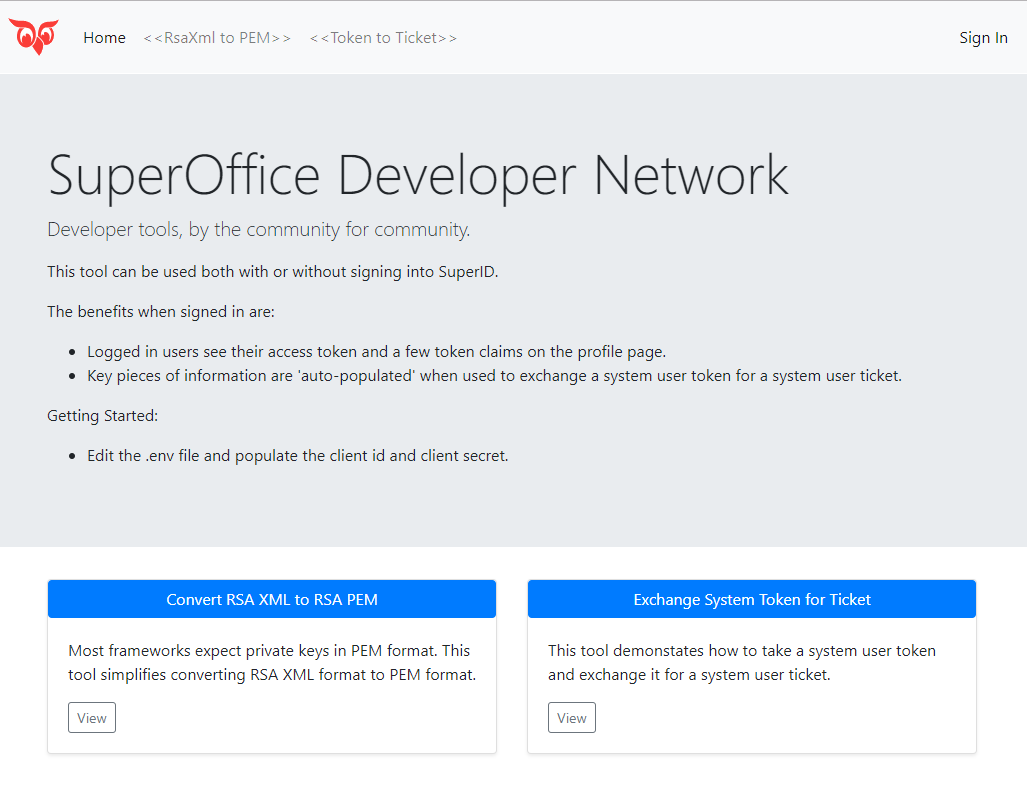 Home <<RsaXml to PEM>> <<Token to Ticket>> Sign In
SuperOffice Developer Network
Developer tools, by the community for community.
This tool can be used both with or without signing into SuperID.
The benefits when signed in are:
Logged in users see their access token and a few token claims on the profile page.
Key pieces of information are 'auto-populated' when used to exchange a system user token for a system user ticket.
Getting Started:
Edit the .env file and populate the client id and client secret.
Convert RSA XML to RSA PEM
Most frameworks expect private keys in PEM format. This
tool simplifies converting RSA XML format to PEM format.
View
Exchange System Token for Ticket
This tool demonstates how to take a system user token
and exchange it for a system user ticket.
View